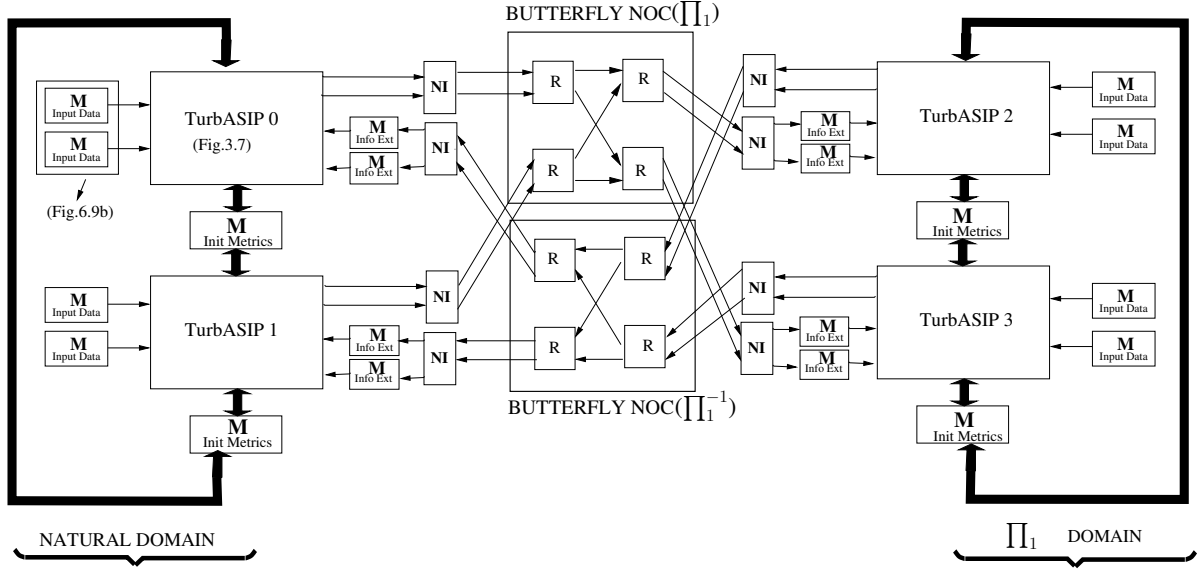 BUTTERFLY NOC(∏₁)
M
Input Data
M
Input Data
(Fig.6.9b)
TurbASIP 0
(Fig.3.7)
NI
M
Info Ext
M
Info Ext
NI
R
R
R
R
NI
NI
M
Info Ext
M
Info Ext
TurbASIP 2
M
Input Data
M
Input Data
M
Init Metrics
M
Init Metrics
M
Input Data
M
Input Data
TurbASIP 1
NI
M
Info Ext
M
Info Ext
NI
R
R
R
R
NI
NI
M
Info Ext
M
Info Ext
TurbASIP 3
M
Input Data
M
Input Data
BUTTERFLY NOC(∏₁⁻¹)
M
Init Metrics
M
Init Metrics
NATURAL DOMAIN
∏₁ DOMAIN